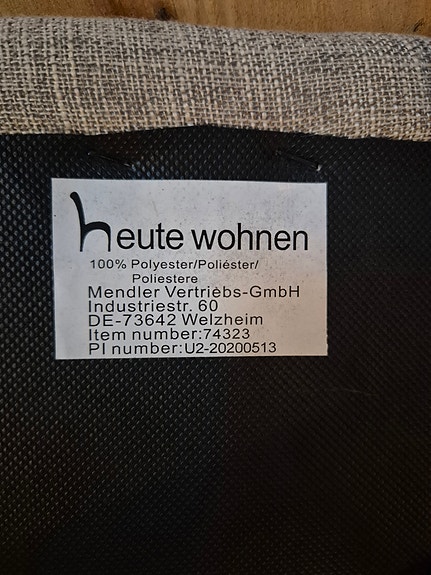 heute wohnen
100% Polyester/Poliéster/
Poliestere
Mendler Vertrièbs-GmbH
Industriestr. 60
DE-73642 Welzheim
Item number:74323
PI number:U2-20200513